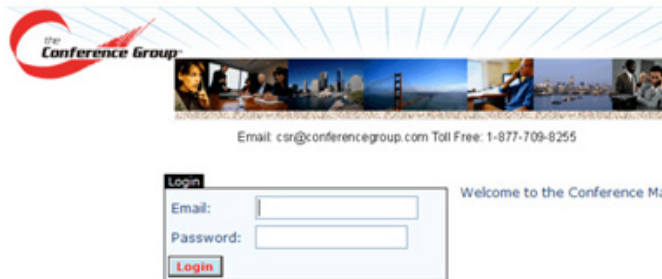 the
Conference Group
Email: csr@conferencegroup.com Toll Free: 1-877-709-8255
Login
Welcome to the Conference Ma
Email:
Password:
Login